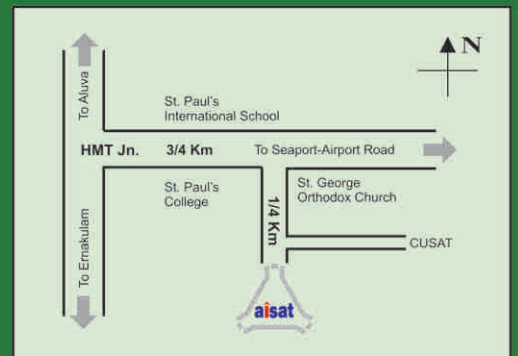 N
To Aluva
St. Paul's
International School
HMT Jn. 3/4 Km To Seaport-Airport Road
St. Paul's
College
St. George
Orthodox Church
1/4 Km
To Ernakulam
CUSAT
aisat